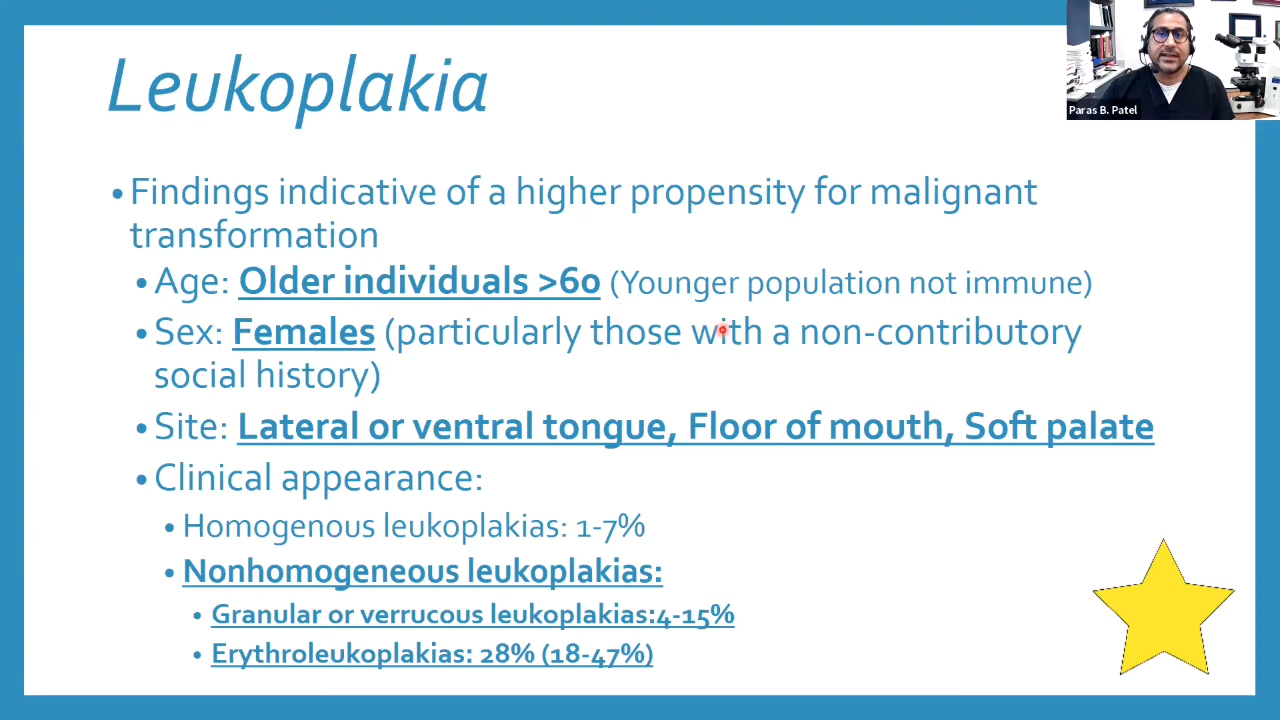 Leukoplakia
Paras B. Patel
• Findings indicative of a higher propensity for malignant
transformation
• Age: Older individuals >60 (Younger population not immune)
• Sex: Females (particularly those with a non-contributory
social history)
• Site: Lateral or ventral tongue, Floor of mouth, Soft palate
• Clinical appearance:
• Homogenous leukoplakias: 1-7%
• Nonhomogeneous leukoplakias:
• Granular or verrucous leukoplakias:4-15%
• Erythroleukoplakias: 28% (18-47%)